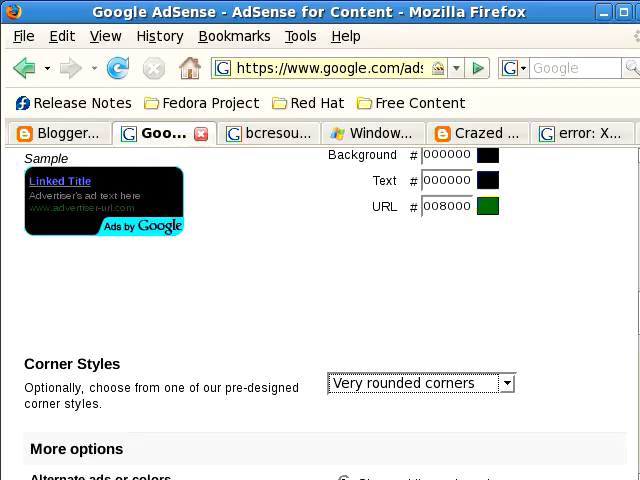 Google AdSense - AdSense for Content - Mozilla Firefox
File Edit View History Bookmarks Tools Help
G https://www.google.com/ads G Google
Release Notes Fedora Project Red Hat Free Content
Blogger... Goo... bcresou... Window... Crazed ... error: X...
Sample
Background # 000000
Linked Title
Text # 000000
Advertiser's ad text here
www.advertiser-url.com
URL # 008000
Ads by Google
Corner Styles
Optionally, choose from one of our pre-designed
corner styles.
Very rounded corners
More options
Alternate ads or colors